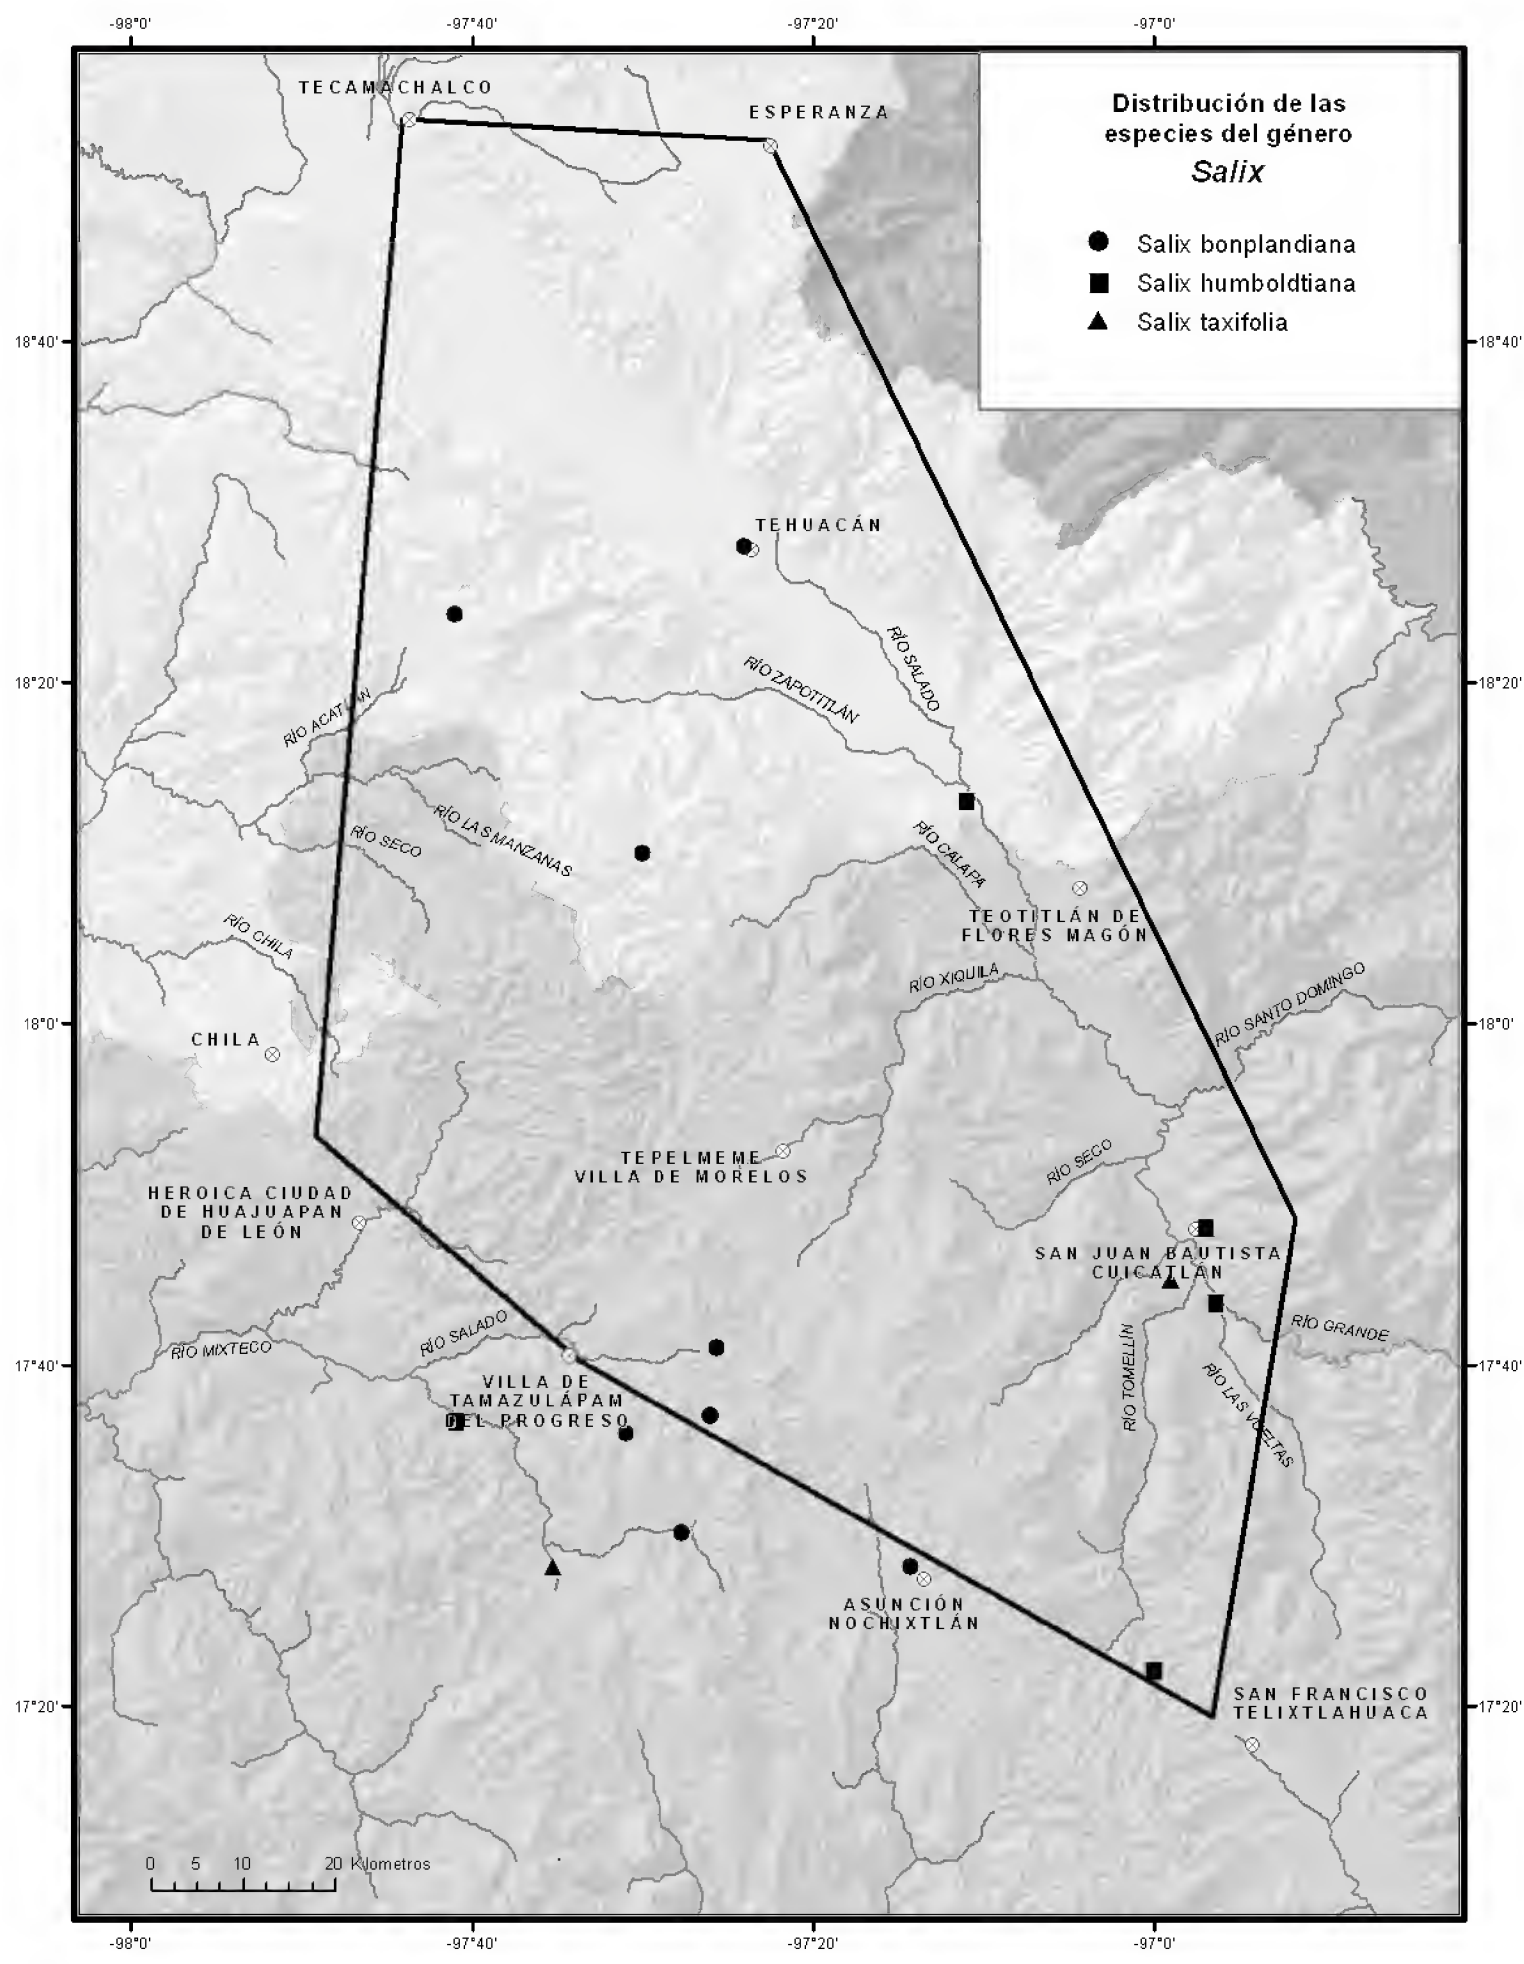 -98°0'
-97°40'
-97°20'
-97°0'
TECAMACHALCO
ESPERANZA
Distribución de las
especies del género
Salix
Salix bonplandiana
Salix humboldtiana
Salix taxifolia
18°40'
18°40'
TEHUACÁN
RÍO SALADO
RÍO ZAPOTITLÁN
18°20'
18°20'
RÍO ACATLÁN
RÍO LAS MANZANAS
RÍO SECO
RÍO CALAPA
TEOTITLÁN DE
FLORES MAGÓN
RÍO CHILA
RÍO XIQUILA
RÍO SANTO DOMINGO
18°0'
18°0'
CHILA
TEPELMEME
VILLA DE MORELOS
RÍO SECO
HEROICA CIUDAD
DE HUAJUAPAN
DE LEÓN
SAN JUAN BAUTISTA
CUICATLÁN
RÍO MIXTECO
RÍO SALADO
RÍO GRANDE
17°40'
17°40'
RÍO TOMELLÍN
RÍO LAS VUELTAS
VILLA DE
TAMAZULÁPAM
DEL PROGRESO
ASUNCIÓN
NOCHIXTLÁN
SAN FRANCISCO
TELIXTLAHUACA
17°20'
17°20'
0 5 10 20 Kilometros
-98°0'
-97°40'
-97°20'
-97°0'